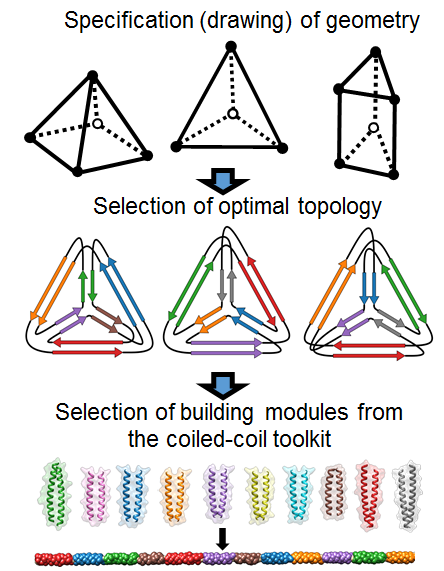 Specification (drawing) of geometry
Selection of optimal topology
Selection of building modules from
the coiled-coil toolkit